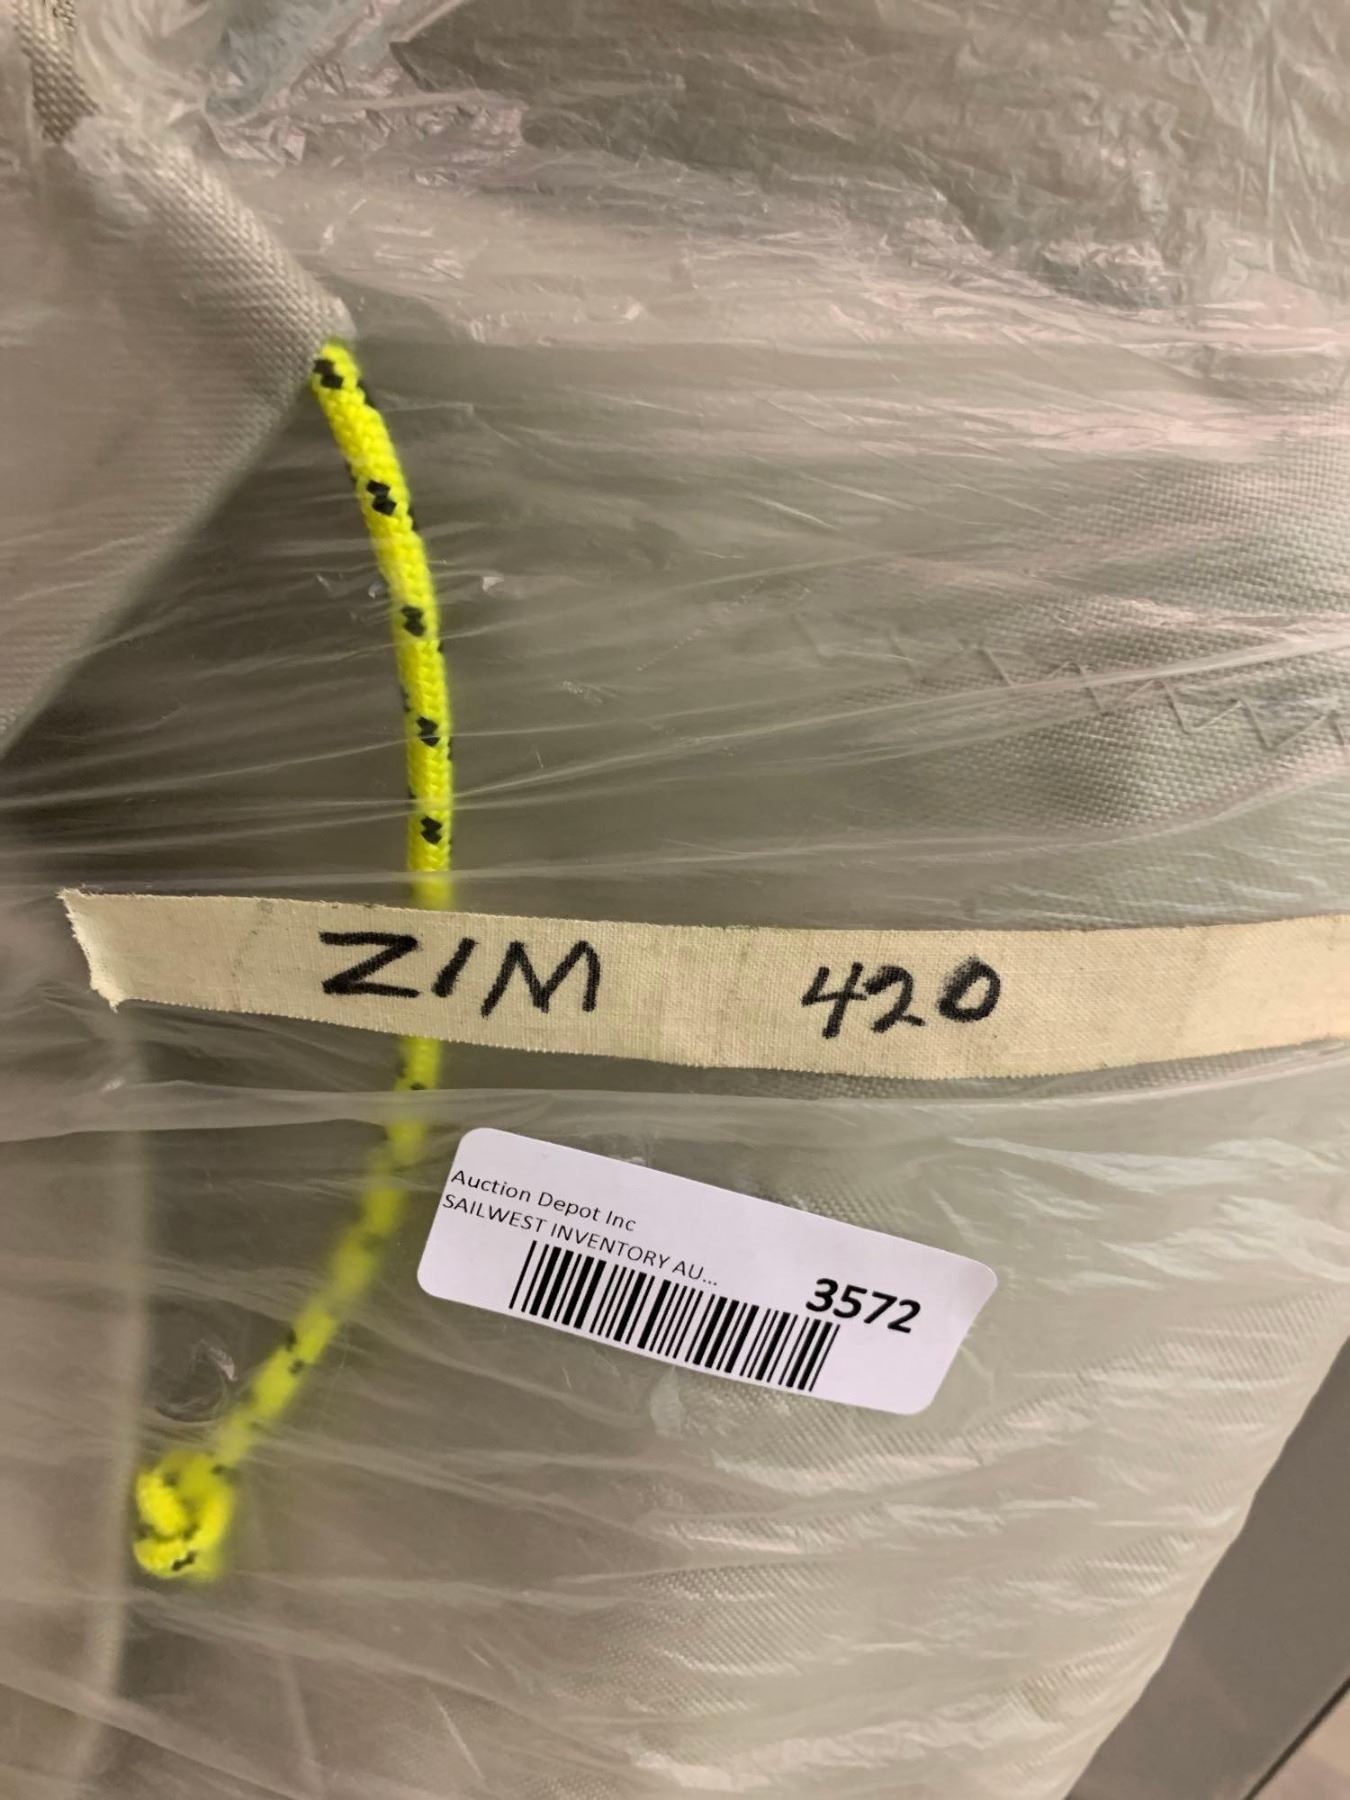 ZIM 420
Auction Depot Inc
SAILWEST INVENTORY AU...
3572